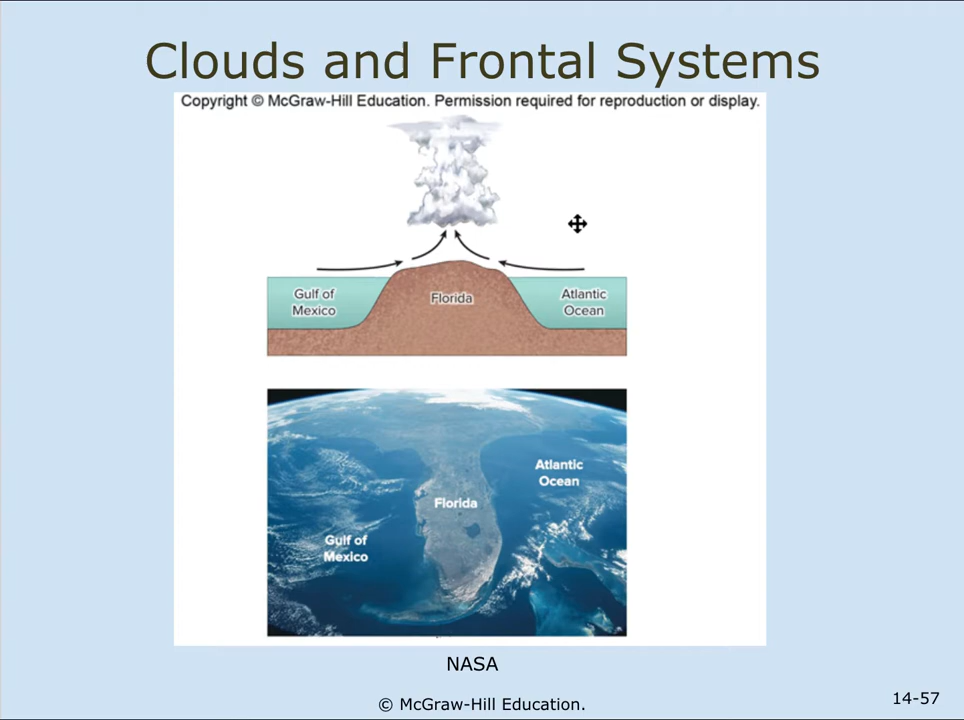 Clouds and Frontal Systems
Copyright © McGraw-Hill Education. Permission required for reproduction or display.
Gulf of
Mexico
Florida
Atlantic
Ocean
Atlantic
Ocean
Florida
Gulf of
Mexico
NASA
© McGraw-Hill Education.
14-57